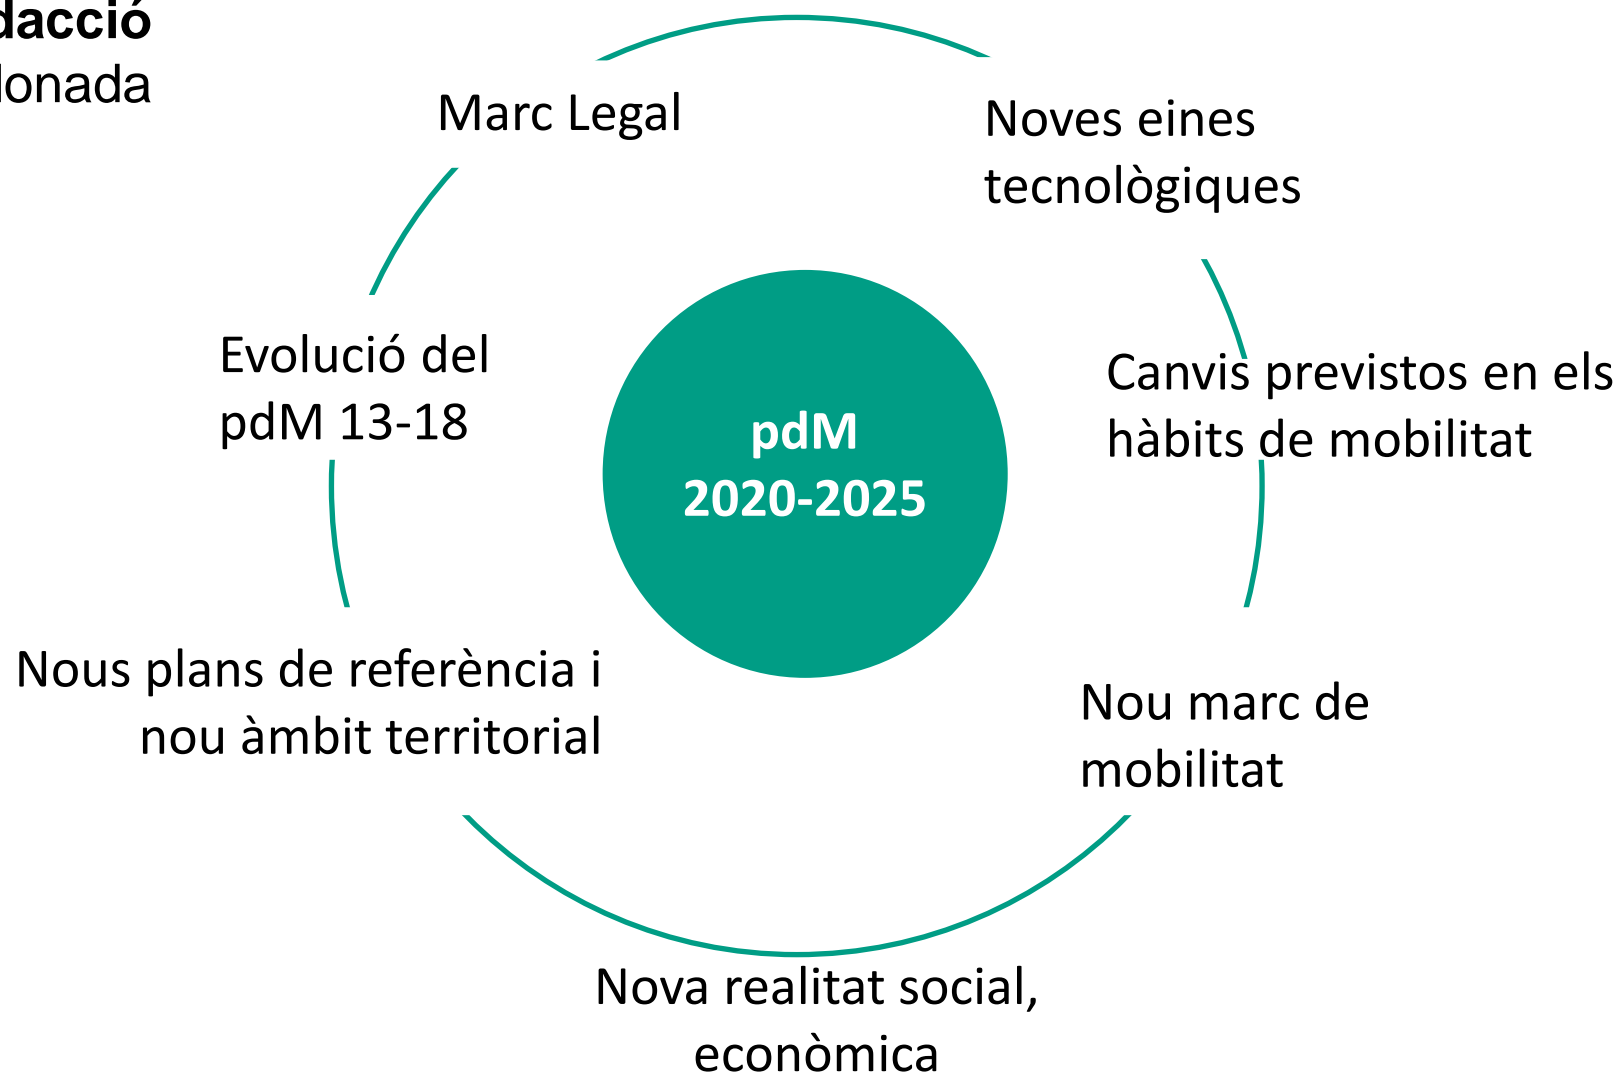 dacció
lonada
Marc Legal
Noves eines
tecnològiques
Evolució del
pdM 13-18
Canvis previstos en els
hàbits de mobilitat
pdM
2020-2025
Nous plans de referència i
nou àmbit territorial
Nou marc de
mobilitat
Nova realitat social,
econòmica